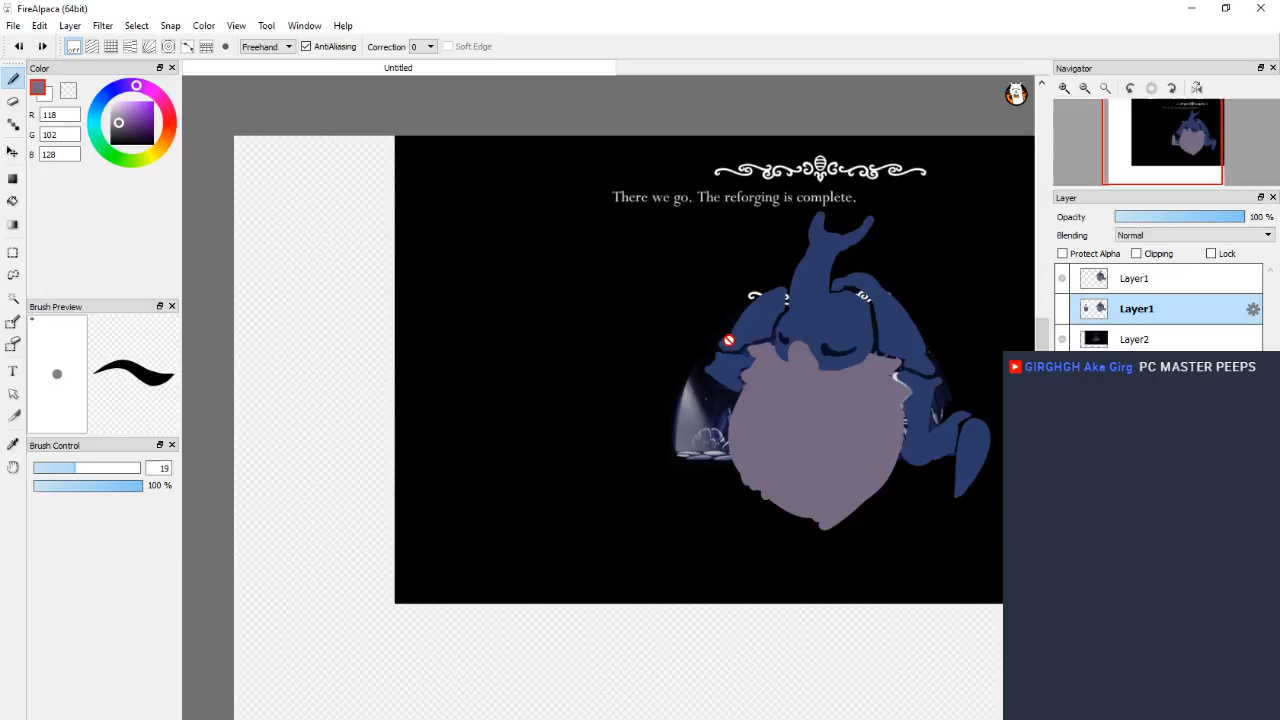 FireAlpaca (64bit)
File Edit Layer Filter Select Snap Color View Tool Window Help
off Freehand AntiAliasing Correction 0 Soft Edge
Color Untitled Navigator
R 118
G 102
B 128
Layer
There we go. The reforging is complete.
Opacity 100 %
Blending Normal
Protect Alpha Clipping Lock
Layer1
Brush Preview Layer1
Layer2
GIRGHGH Aka Girg PC MASTER PEEPS
Brush Control
19
100 %